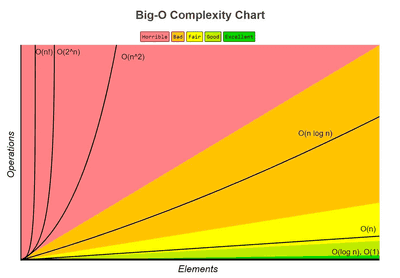 Big-O Complexity Chart
Horrible Bad Fair Good Excellent
O(n!) O(2^n) O(n^2)
O(n log n)
O(n)
O(log n), O(1)
Operations
Elements